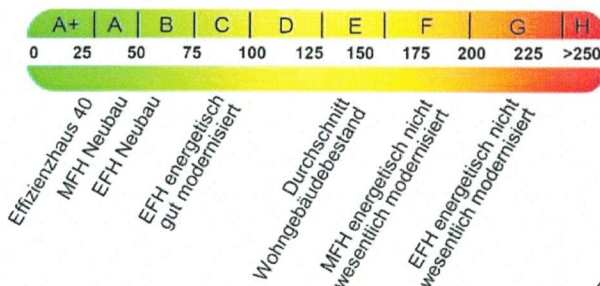 A+ A B C D E F G H
0 25 50 75 100 125 150 175 200 225 >250
Effizienzhaus 40
MFH Neubau
EFH Neubau
EFH energetisch
gut modernisiert
Durchschnitt
Wohngebäudebestand
MFH energetisch nicht
wesentlich modernisiert
EFH energetisch nicht
wesentlich modernisiert